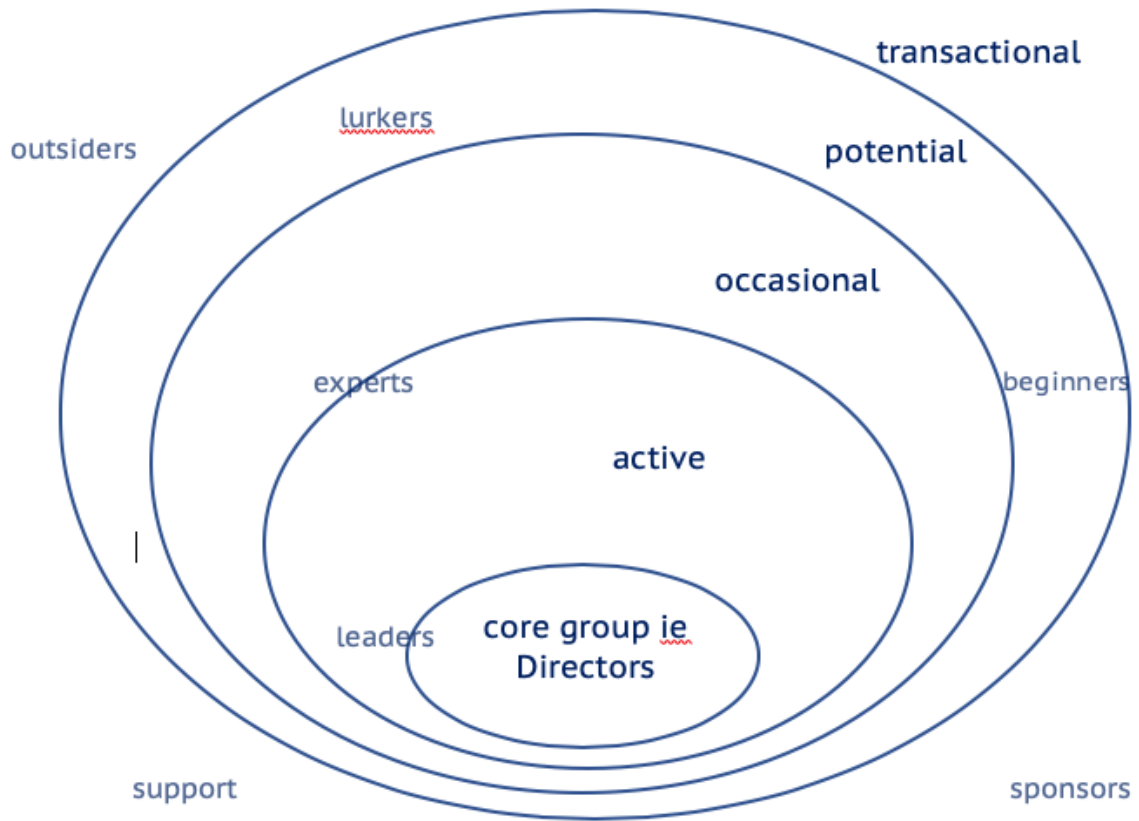 transactional
lurkers
outsiders
potential
occasional
experts
beginners
active
core group ie
Directors
leaders
support
sponsors